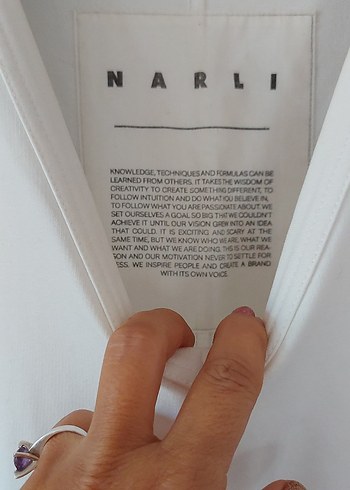 NARLI
KNOWLEDGE, TECHNIQUES AND FORMULAS CAN BE
LEARNED FROM OTHERS. IT TAKES THE WISDOM OF
CREATIVITY TO CREATE SOMETHING DIFFERENT, TO
FOLLOW INTUITION AND DO WHAT YOU BELIEVE IN,
TO FOLLOW WHAT YOU ARE PASSIONATE ABOUT. WE
SET OURSELVES A GOAL SO BIG THAT WE COULDN'T
ACHIEVE IT UNTIL OUR VISION GREW INTO AN IDEA
THAT COULD. IT IS EXCITING AND SCARY AT THE
SAME TIME, BUT WE KNOW WHO WE ARE, WHAT WE
WANT AND WHAT WE ARE DOING. THIS IS OUR REA-
SON AND OUR MOTIVATION NEVER TO SETTLE FOR
ESS. WE INSPIRE PEOPLE AND CREATE A BRAND
WITH ITS OWN VOICE.